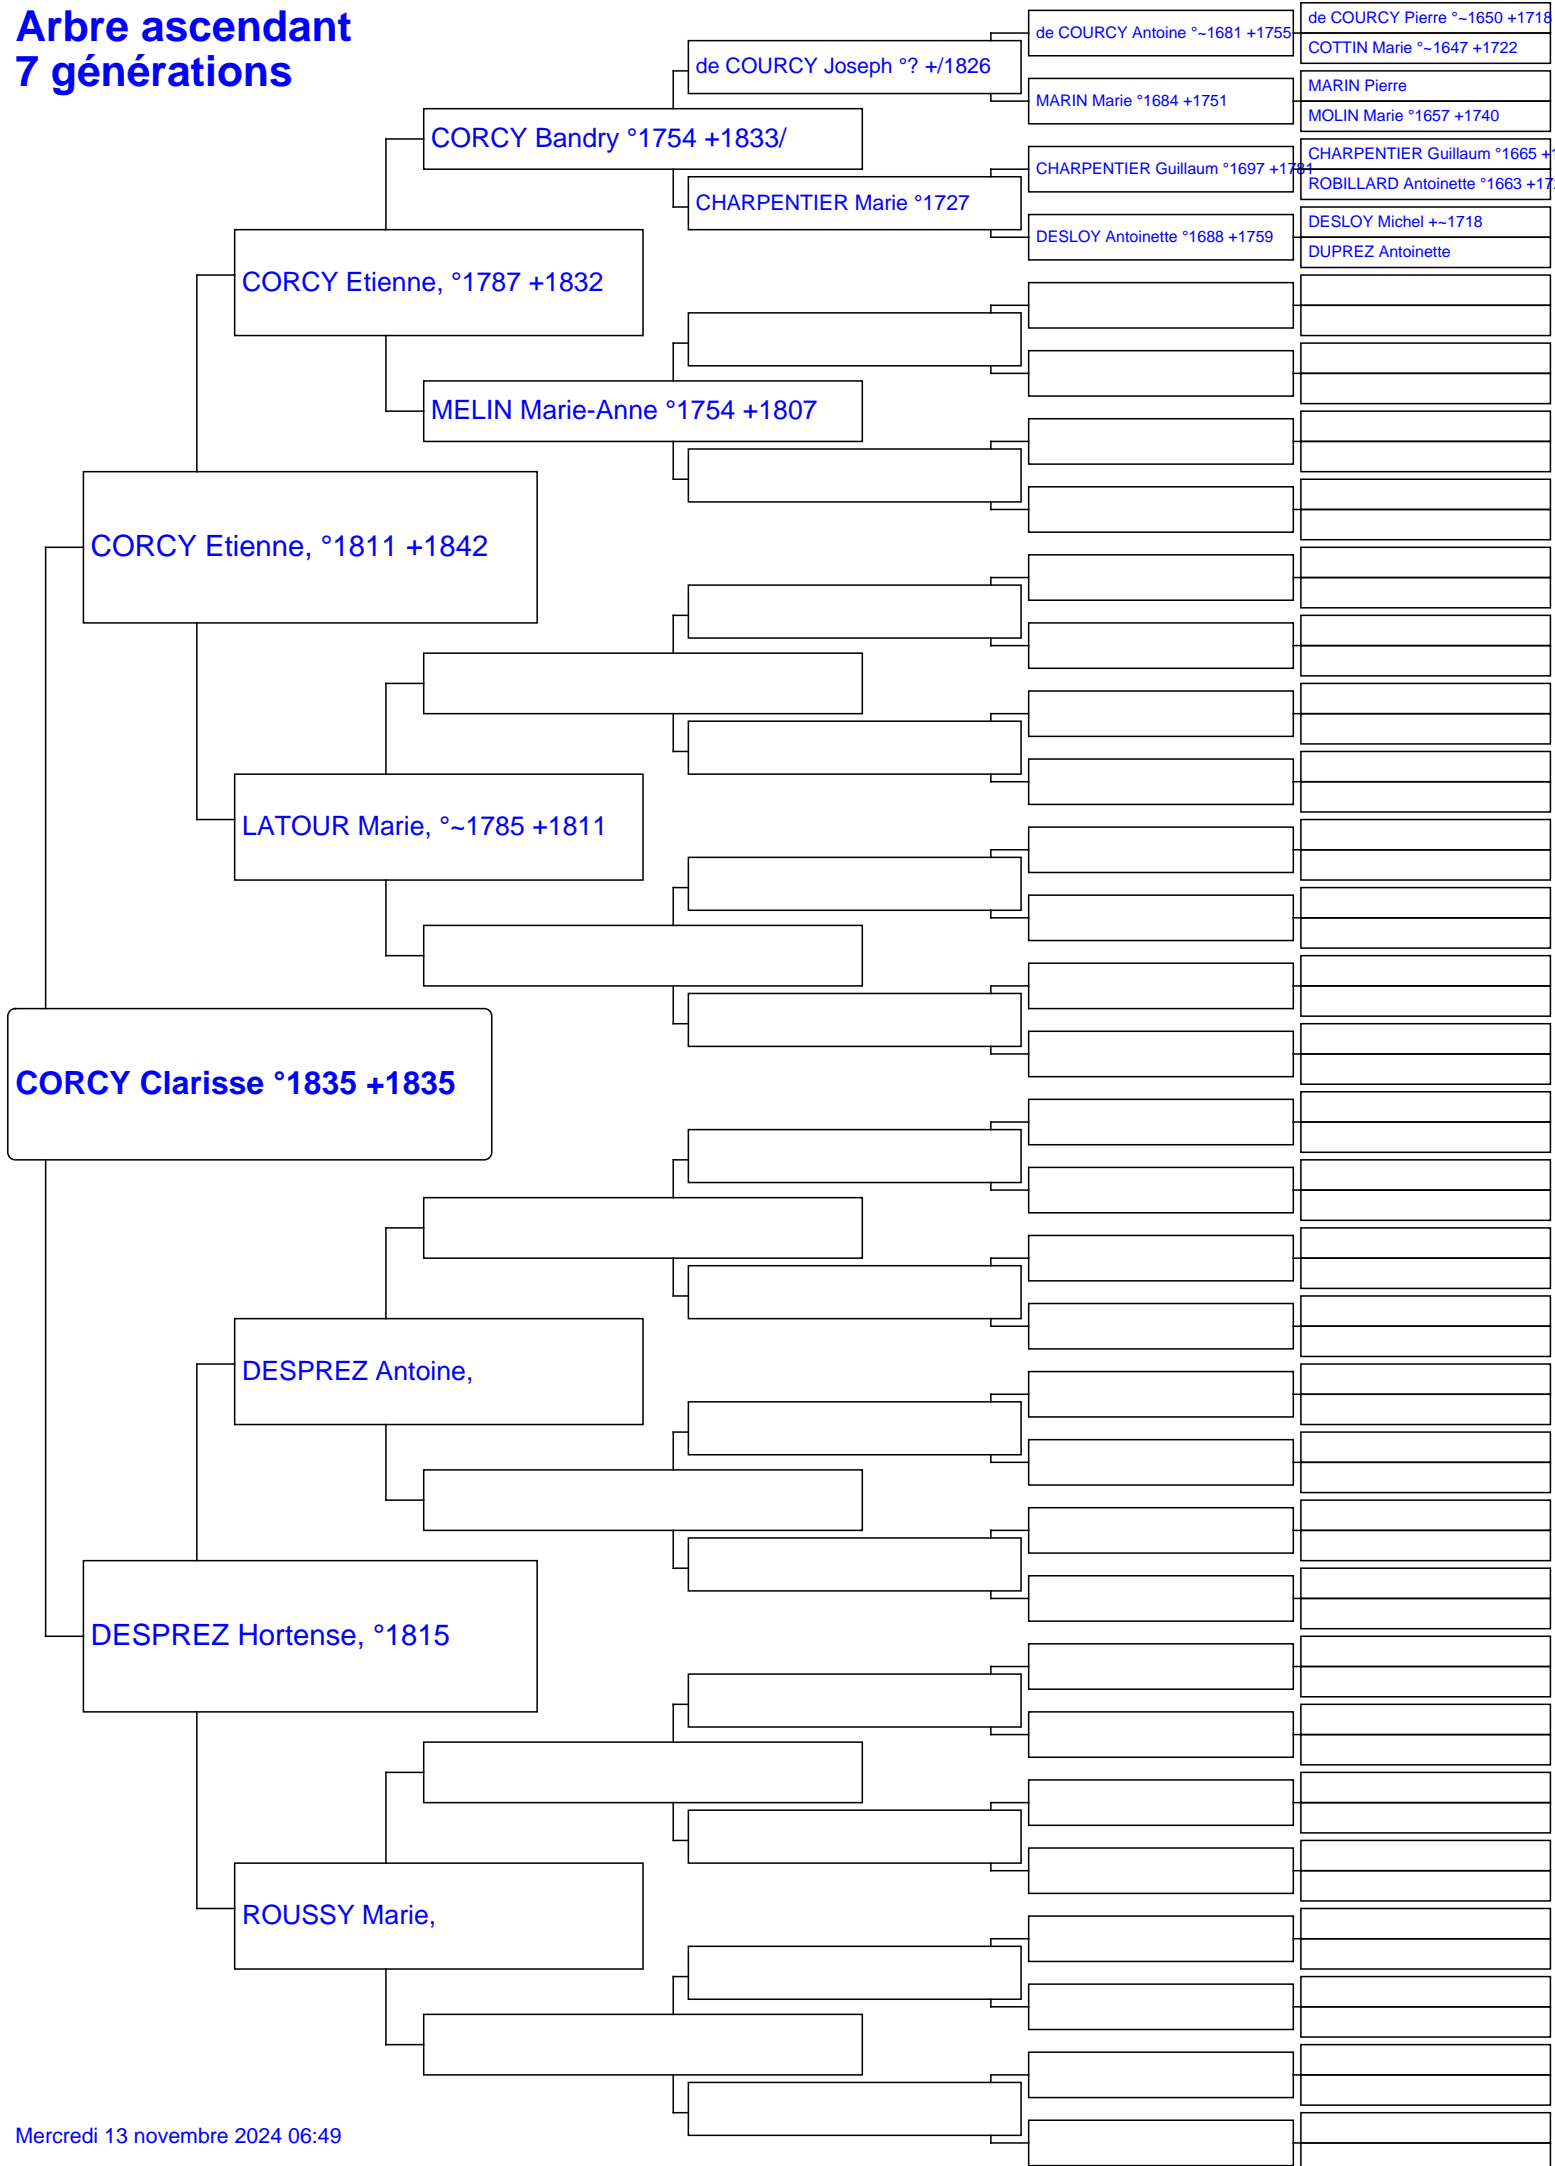 Arbre ascendant
7 générations
de COURCY Pierre °~1650 +1718
de COURCY Antoine °~1681 +1755
COTTIN Marie °~1647 +1722
de COURCY Joseph °? +/1826
MARIN Pierre
MARIN Marie °1684 +1751
MOLIN Marie °1657 +1740
CORCY Bandry °1754 +1833/
CHARPENTIER Guillaum °1665 +1
CHARPENTIER Guillaum °1697 +1781
ROBILLARD Antoinette °1663 +17
CHARPENTIER Marie °1727
DESLOY Michel +~1718
DESLOY Antoinette °1688 +1759
DUPREZ Antoinette
CORCY Etienne, °1787 +1832
MELIN Marie-Anne °1754 +1807
CORCY Etienne, °1811 +1842
LATOUR Marie, °~1785 +1811
CORCY Clarisse °1835 +1835
DESPREZ Antoine,
DESPREZ Hortense, °1815
ROUSSY Marie,
Mercredi 13 novembre 2024 06:49